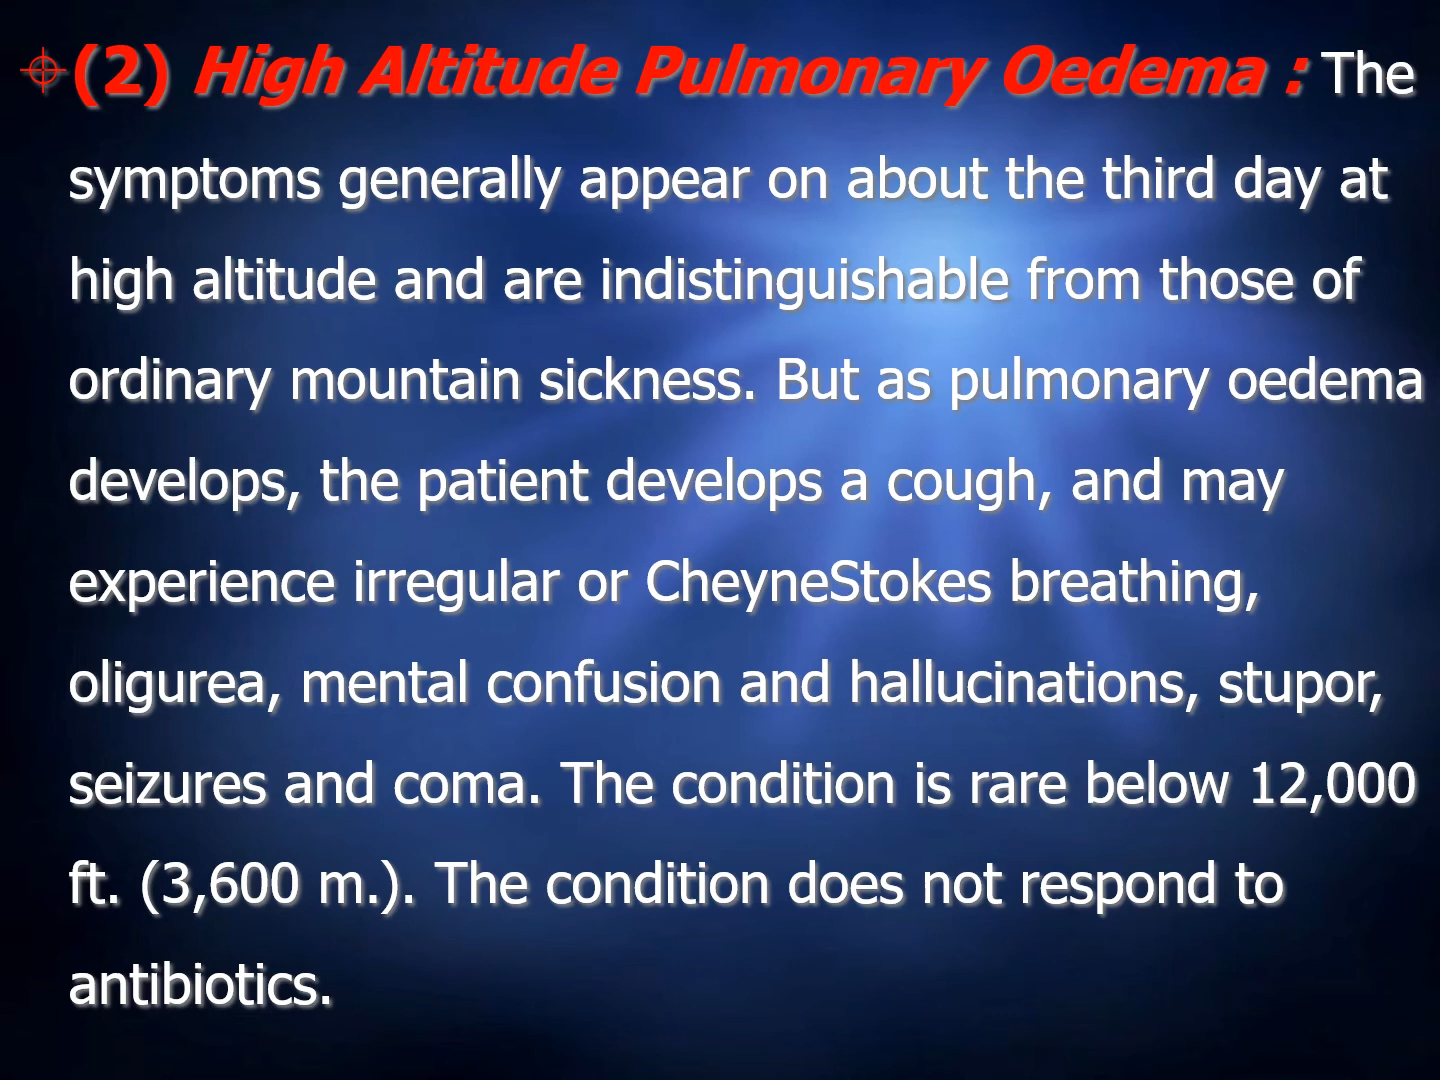 (2) High Altitude Pulmonary Oedema : The
symptoms generally appear on about the third day at
high altitude and are indistinguishable from those of
ordinary mountain sickness. But as pulmonary oedema
develops, the patient develops a cough, and may
experience irregular or CheyneStokes breathing,
oligurea, mental confusion and hallucinations, stupor,
seizures and coma. The condition is rare below 12,000
ft. (3,600 m.). The condition does not respond to
antibiotics.